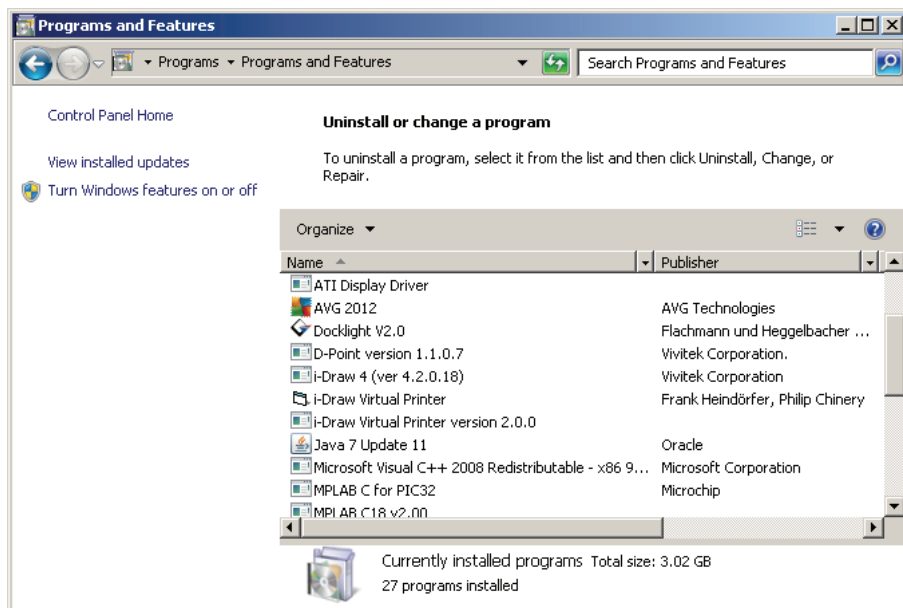 Programs and Features
Programs Programs and Features Search Programs and Features
Control Panel Home
View installed updates
Turn Windows features on or off
Uninstall or change a program
To uninstall a program, select it from the list and then click Uninstall, Change, or
Repair.
Organize
Name Publisher
ATI Display Driver
AVG 2012 AVG Technologies
Docklight V2.0 Flachmann und Heggelbacher ...
D-Point version 1.1.0.7 Vivitek Corporation.
i-Draw 4 (ver 4.2.0.18) Vivitek Corporation
i-Draw Virtual Printer Frank Heindörfer, Philip Chinery
i-Draw Virtual Printer version 2.0.0
Java 7 Update 11 Oracle
Microsoft Visual C++ 2008 Redistributable - x86 9... Microsoft Corporation
MPLAB C for PIC32 Microchip
MPLAB C18 v2.00
Currently installed programs Total size: 3.02 GB
27 programs installed